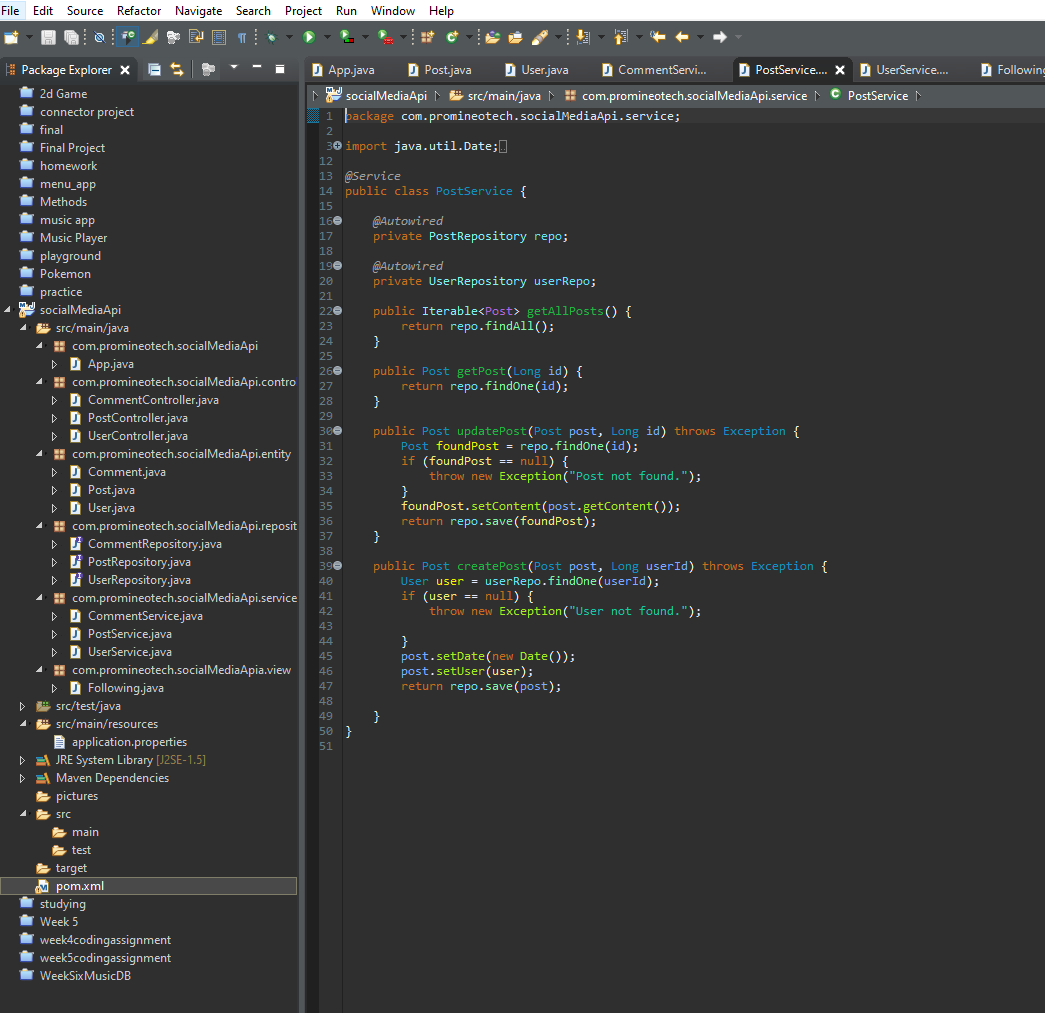 File Edit Source Refactor Navigate Search Project Run Window Help
Package Explorer
2d Game
connector project
final
Final Project
homework
menu_app
Methods
music app
Music Player
playground
Pokemon
practice
socialMediaApi
src/main/java
com.promineotech.socialMediaApi
App.java
com.promineotech.socialMediaApi.contro
CommentController.java
PostController.java
UserController.java
com.promineotech.socialMediaApi.entity
Comment.java
Post.java
User.java
com.promineotech.socialMediaApi.reposit
CommentRepository.java
PostRepository.java
UserRepository.java
com.promineotech.socialMediaApi.service
CommentService.java
PostService.java
UserService.java
com.promineotech.socialMediaApia.view
Following.java
src/test/java
src/main/resources
application.properties
JRE System Library [J2SE-1.5]
Maven Dependencies
pictures
src
main
test
target
pom.xml
studying
Week 5
week4codingassignment
week5codingassignment
WeekSixMusicDB
App.java Post.java User.java CommentServi... PostService.... UserService.... Following
socialMediaApi src/main/java com.promineotech.socialMediaApi.service PostService
1 package com.promineotech.socialMediaApi.service;
2
3 import java.util.Date;
12
13 @Service
14 public class PostService {
15
16 @Autowired
17 private PostRepository repo;
18
19 @Autowired
20 private UserRepository userRepo;
21
22 public Iterable<Post> getAllPosts() {
23 return repo.findAll();
24 }
25
26 public Post getPost(Long id) {
27 return repo.findOne(id);
28 }
29
30 public Post updatePost(Post post, Long id) throws Exception {
31 Post foundPost = repo.findOne(id);
32 if (foundPost == null) {
33 throw new Exception("Post not found.");
34 }
35 foundPost.setContent(post.getContent());
36 return repo.save(foundPost);
37 }
38
39 public Post createPost(Post post, Long userId) throws Exception {
40 User user = userRepo.findOne(userId);
41 if (user == null) {
42 throw new Exception("User not found.");
43
44 }
45 post.setDate(new Date());
46 post.setUser(user);
47 return repo.save(post);
48
49 }
50 }
51